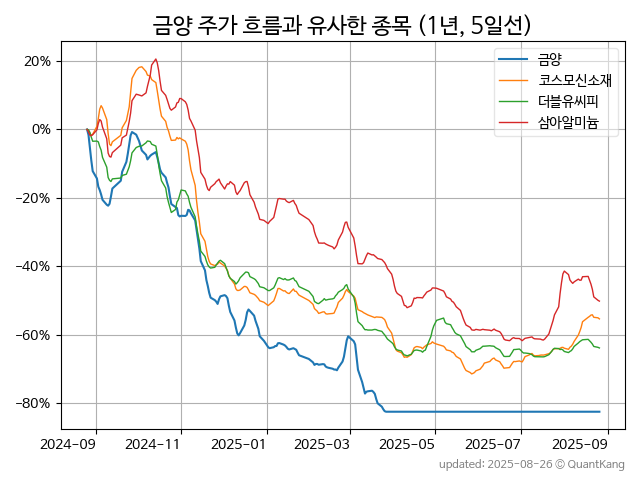 금양 주가 흐름과 유사한 종목 (1년, 5일선)
금양
코스모신소재
더블유씨피
삼아알미늄
20%
0%
−20%
−40%
−60%
−80%
2024-09
2024-11
2025-01
2025-03
2025-05
2025-07
2025-09
updated: 2025-08-26 © QuantKang